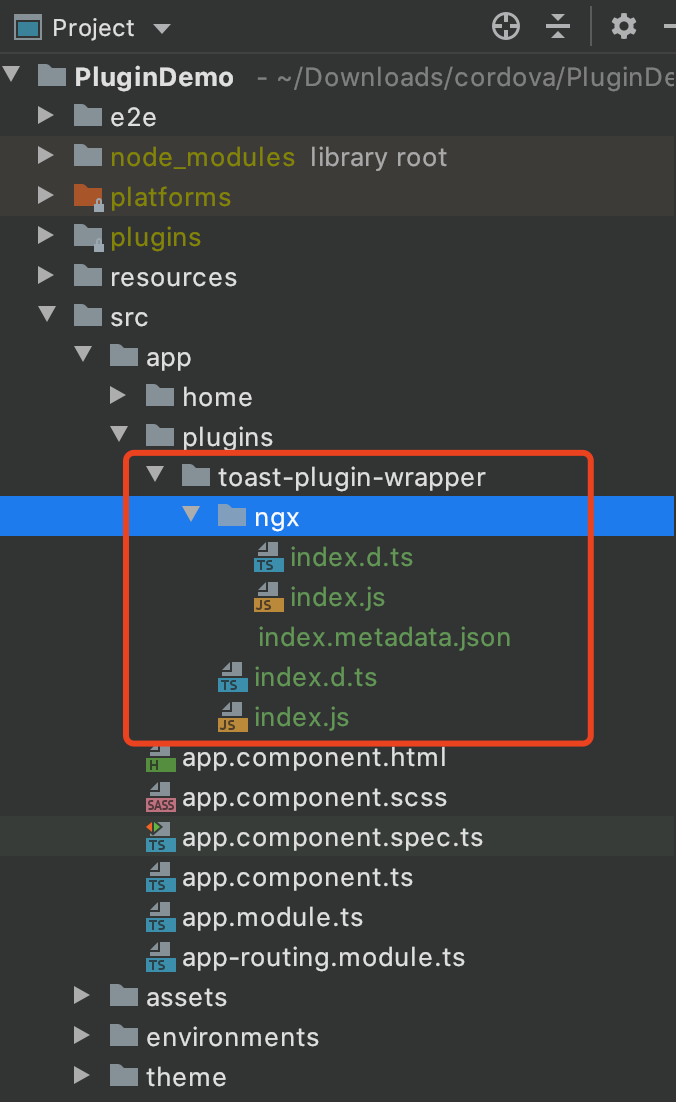 Project
PluginDemo - ~/Downloads/cordova/PluginDe
e2e
node_modules library root
platforms
plugins
resources
src
app
home
plugins
toast-plugin-wrapper
ngx
TS index.d.ts
JS index.js
index.metadata.json
TS index.d.ts
JS index.js
H app.component.html
SASS app.component.scss
TS app.component.spec.ts
TS app.component.ts
TS app.module.ts
TS app-routing.module.ts
assets
environments
theme